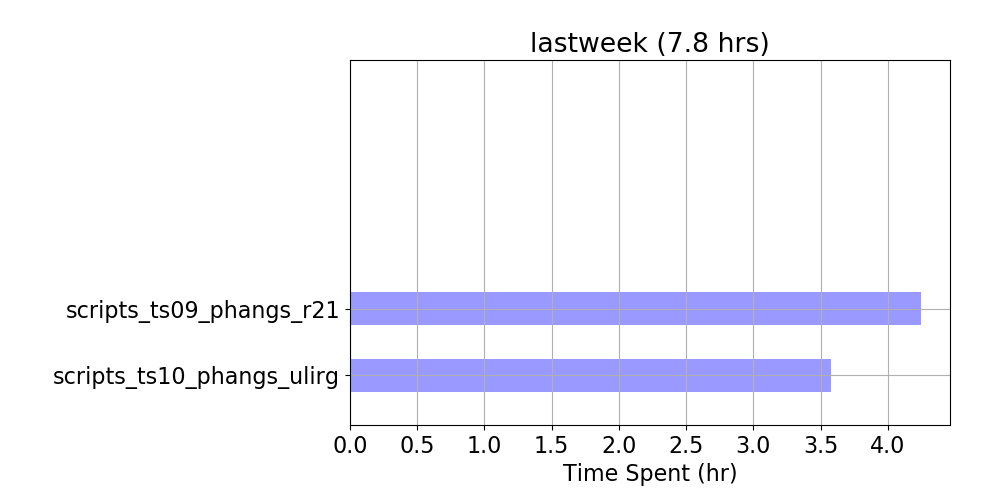 lastweek (7.8 hrs)
scripts_ts09_phangs_r21
scripts_ts10_phangs_ulirg
0.0 0.5 1.0 1.5 2.0 2.5 3.0 3.5 4.0
Time Spent (hr)